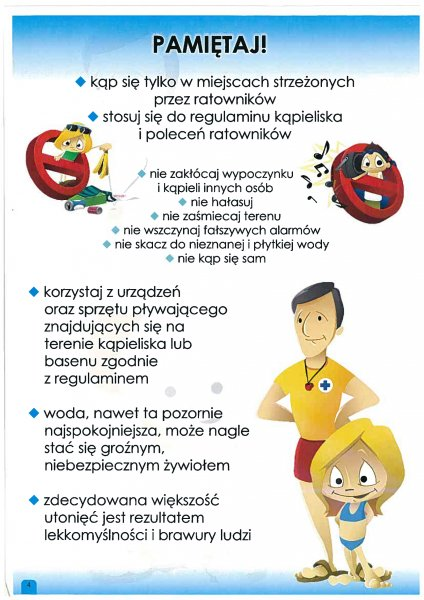 PAMIĘTAJ!
kąp się tylko w miejscach strzeżonych
przez ratowników
stosuj się do regulaminu kąpieliska
i poleceń ratowników
nie zakłócaj wypoczynku
i kąpieli innych osób
nie hałasuj
nie zaśmiecaj terenu
nie wszczynaj fałszywych alarmów
nie skacz do nieznanej i płytkiej wody
nie kąp się sam
korzystaj z urządzeń
oraz sprzętu pływającego
znajdujących się na
terenie kąpieliska lub
basenu zgodnie
z regulaminem
woda, nawet ta pozornie
najspokojniejsza, może nagle
stać się groźnym,
niebezpiecznym żywiołem
zdecydowana większość
utonięć jest rezultatem
lekkomyślności i brawury ludzi
4